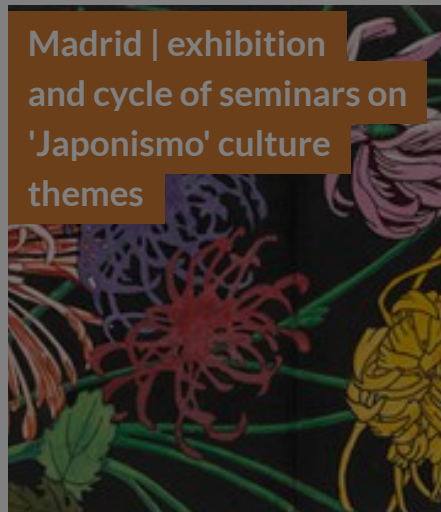 Madrid | exhibition
and cycle of seminars on
'Japonismo' culture
themes